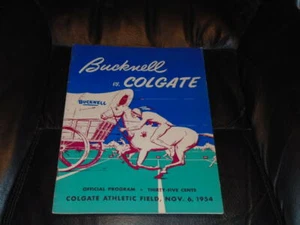 Bucknell
vs. COLGATE
BUCKNELL
OFFICIAL PROGRAM • THIRTY-FIVE CENTS
COLGATE ATHLETIC FIELD, NOV. 6, 1954